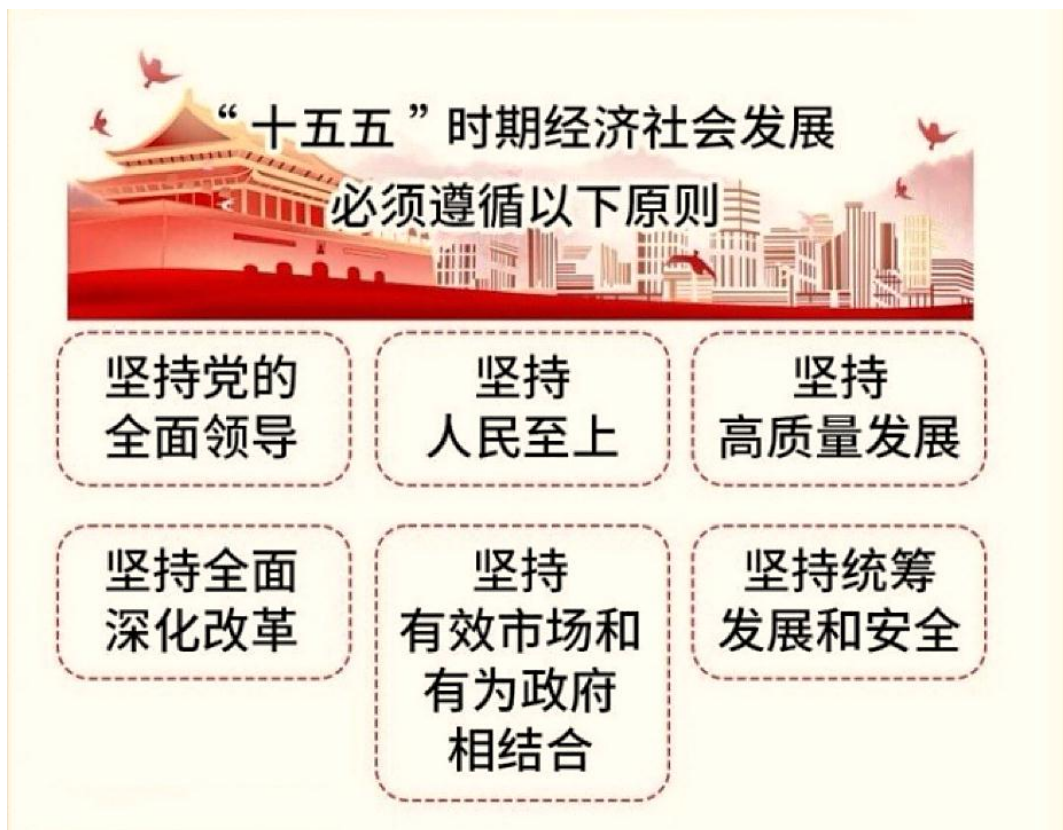 “十五五”时期经济社会发展
必须遵循以下原则
坚持党的
全面领导
坚持
人民至上
坚持
高质量发展
坚持全面
深化改革
坚持
有效市场和
有为政府
相结合
坚持统筹
发展和安全